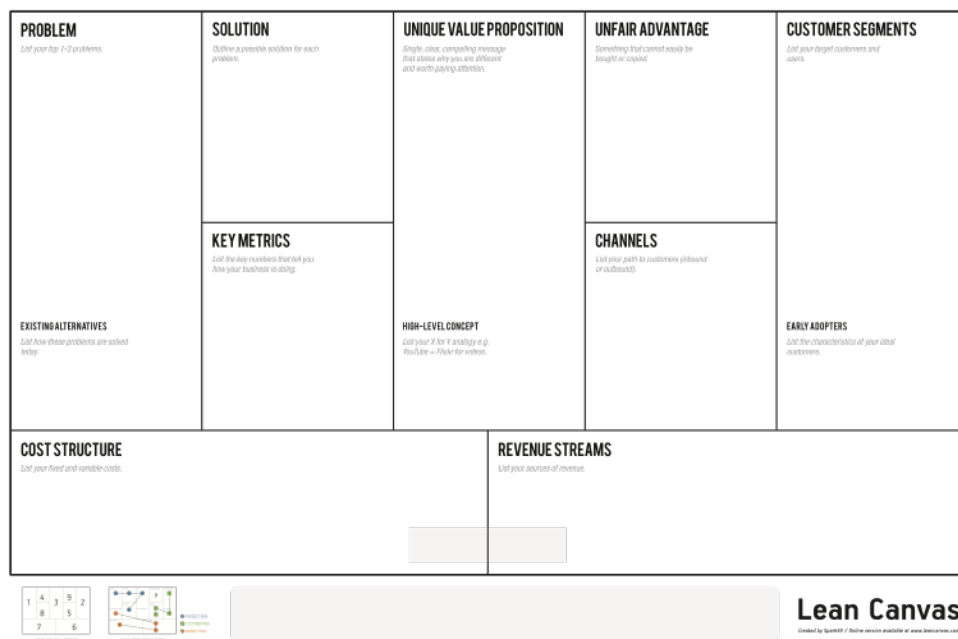 PROBLEM
List your top 1-3 problems.
EXISTING ALTERNATIVES
List how these problems are solved
today.
SOLUTION
Outline a possible solution for each
problem.
KEY METRICS
List the key numbers that tell you
how your business is doing.
UNIQUE VALUE PROPOSITION
Single, clear, compelling message
that states why you are different
and worth paying attention.
HIGH-LEVEL CONCEPT
List your X for Y analogy e.g.
YouTube = Flickr for videos.
UNFAIR ADVANTAGE
Something that cannot easily be
bought or copied.
CHANNELS
List your path to customers (inbound
or outbound).
CUSTOMER SEGMENTS
List your target customers and
users.
EARLY ADOPTERS
List the characteristics of your ideal
customers.
COST STRUCTURE
List your fixed and variable costs.
REVENUE STREAMS
List your sources of revenue.
1 4 3 9 2
8 5
7 6
?
Lean Canvas